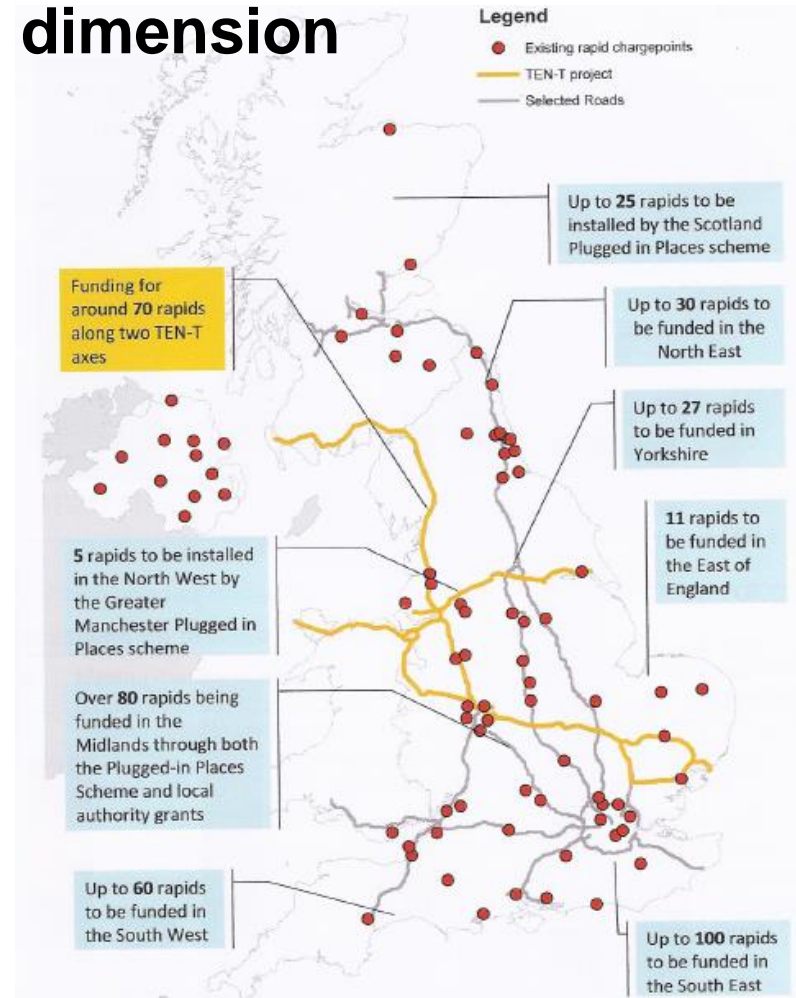 dimension
Legend
Existing rapid chargepoints
TEN-T project
Selected Roads
Up to 25 rapids to be
installed by the Scotland
Plugged in Places scheme
Funding for
around 70 rapids
along two TEN-T
axes
Up to 30 rapids to
be funded in the
North East
Up to 27 rapids
to be funded in
Yorkshire
11 rapids to
be funded in
the East of
England
5 rapids to be installed
in the North West by
the Greater
Manchester Plugged in
Places scheme
Over 80 rapids being
funded in the
Midlands through both
the Plugged-in Places
Scheme and local
authority grants
Up to 60 rapids
to be funded in
the South West
Up to 100 rapids
to be funded in
the South East